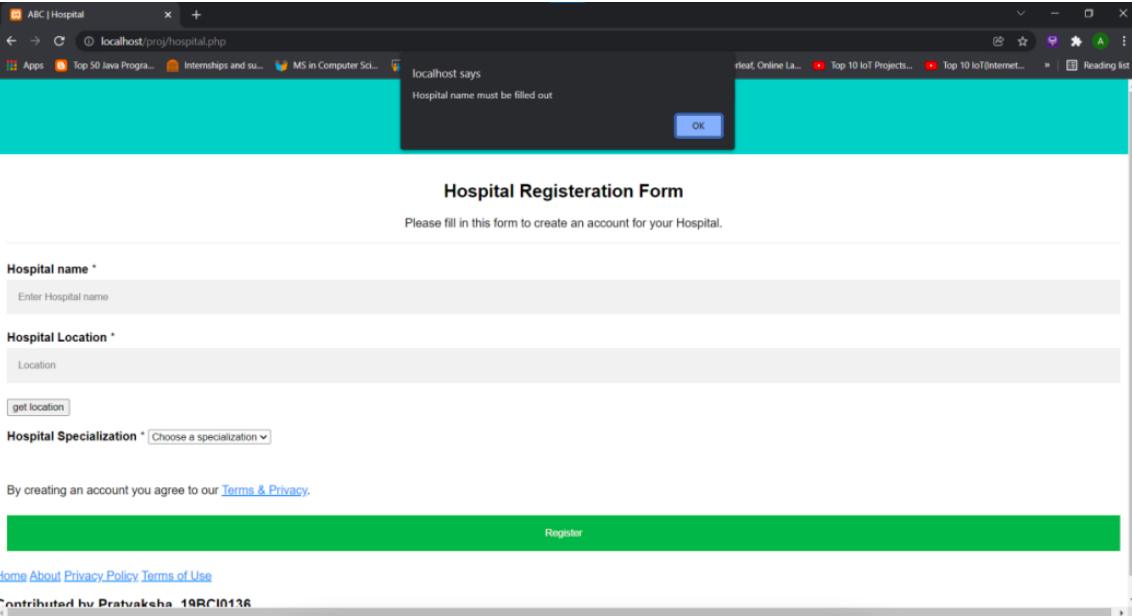 ABC | Hospital
localhost/proj/hospital.php
Apps Top 50 Java Progra... Internships and su... MS in Computer Sci... rleaf, Online La... Top 10 IoT Projects... Top 10 IoT(Internet... » Reading list
localhost says
Hospital name must be filled out
OK
Hospital Registeration Form
Please fill in this form to create an account for your Hospital.
Hospital name *
Enter Hospital name
Hospital Location *
Location
get location
Hospital Specialization * Choose a specialization
By creating an account you agree to our Terms & Privacy.
Register
Home About Privacy Policy Terms of Use
Contributed by Pratyaksha, 19BCI0136